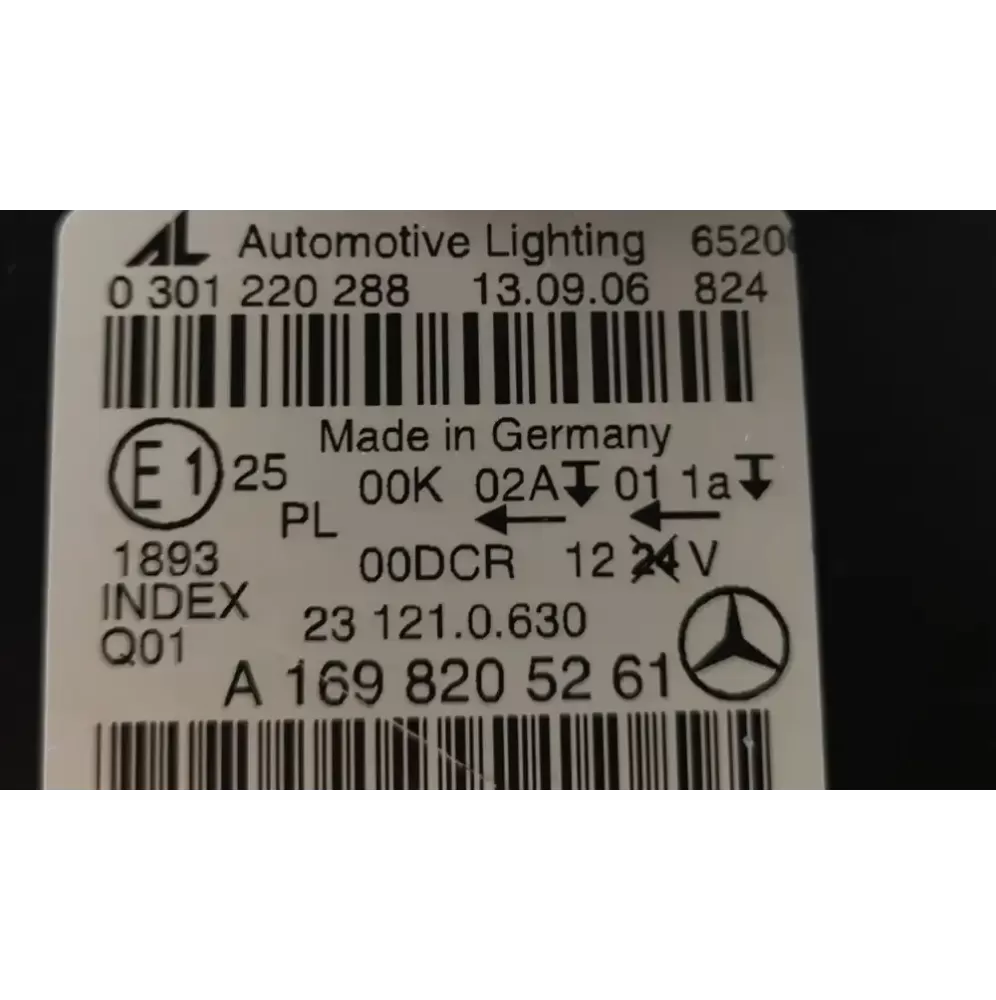 AL Automotive Lighting 6520
0 301 220 288 13.09.06 824
Made in Germany
E1 25 00K 02A 01 1a
PL
1893 00DCR 12 24 V
INDEX
Q01 23 121.0.630
A 169 820 52 61